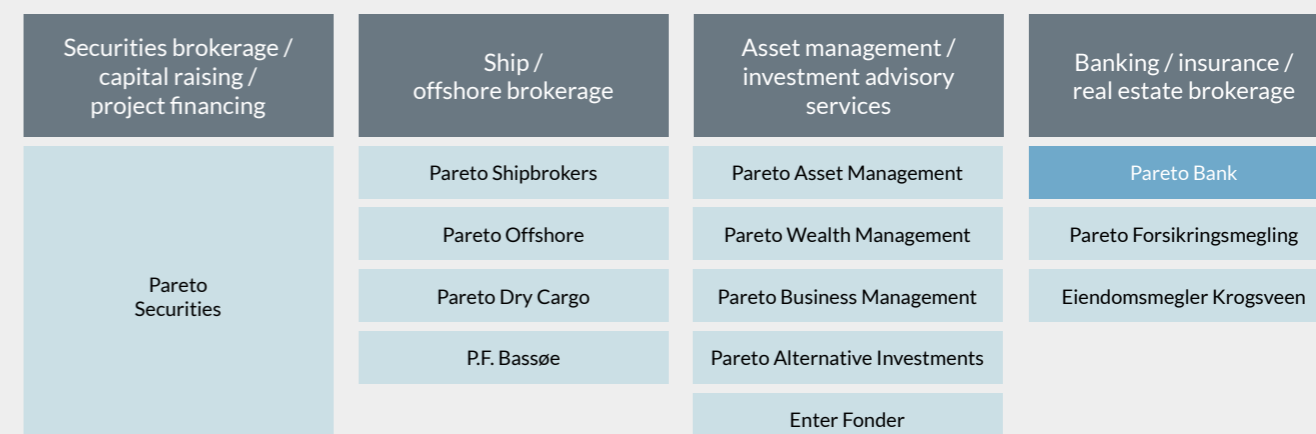 Securities brokerage /
capital raising /
project financing
Ship /
offshore brokerage
Asset management /
investment advisory
services
Banking / insurance /
real estate brokerage
Pareto
Securities
Pareto Shipbrokers
Pareto Offshore
Pareto Dry Cargo
P.F. Bassøe
Pareto Asset Management
Pareto Wealth Management
Pareto Business Management
Pareto Alternative Investments
Enter Fonder
Pareto Bank
Pareto Forsikringsmegling
Eiendomsmegler Krogsveen